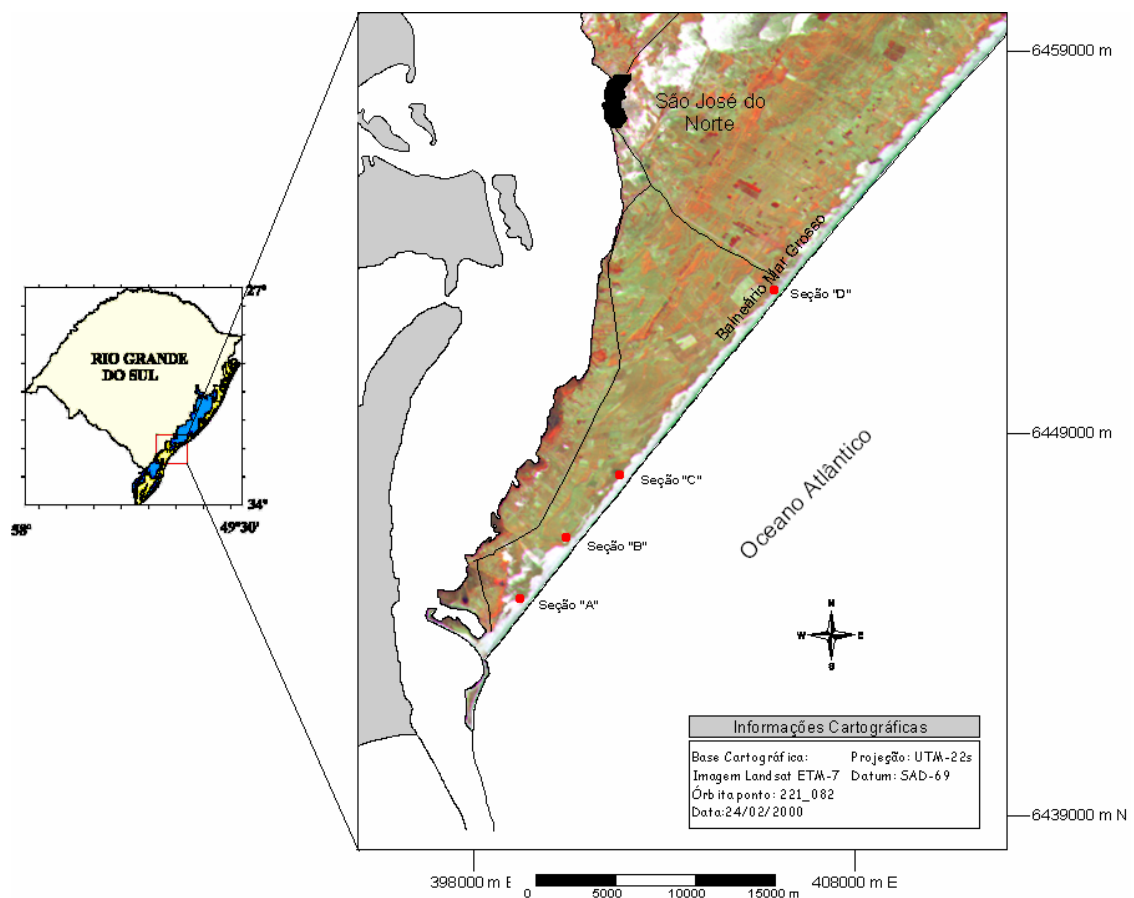 6459000 m
São José do
Norte
Balneário Mar Grosso
Seção "D"
27°
RIO GRANDE
DO SUL
6449000 m
Seção "C"
Oceano Atlântico
34°
58°
49°30'
Seção "B"
Seção "A"
N
W
E
S
Informações Cartográficas
Base Cartográfica:
Projeção: UTM-22s
Imagem Landsat ETM-7
Datum: SAD-69
Órbita ponto: 221_082
Data:24/02/2000
6439000 m N
398000 m E
408000 m E
0
5000
10000
15000 m